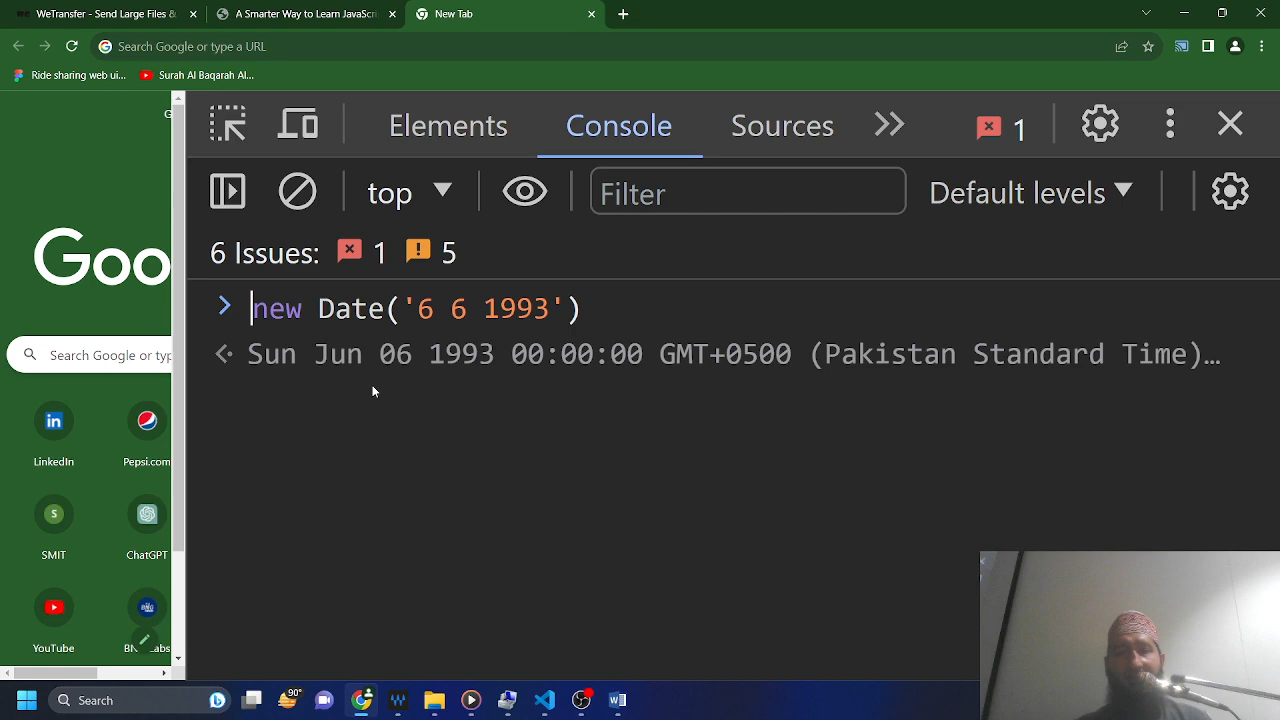 WeTransfer - Send Large Files &
A Smarter Way to Learn JavaScri
New Tab
Search Google or type a URL
Ride sharing web ui...
Surah Al Baqarah Al...
G
Elements
Console
Sources
1
top
Filter
Default levels
6 Issues:
1
5
Goo
new Date('6 6 1993')
Sun Jun 06 1993 00:00:00 GMT+0500 (Pakistan Standard Time)…
Search Google or typ
LinkedIn
Pepsi.com
S
SMIT
ChatGPT
YouTube
Search
90°